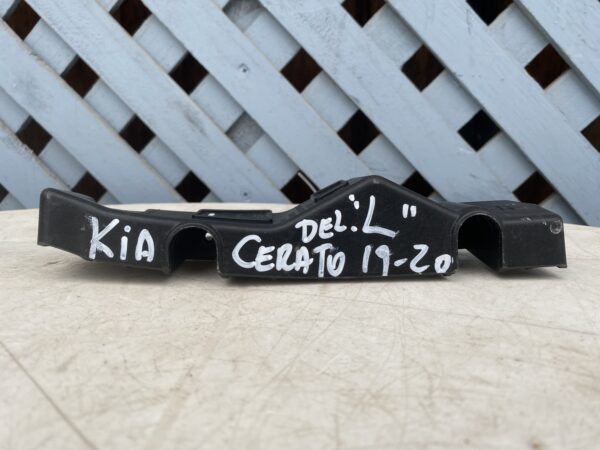 KiA
DEL: "L"
CERATO 19-20